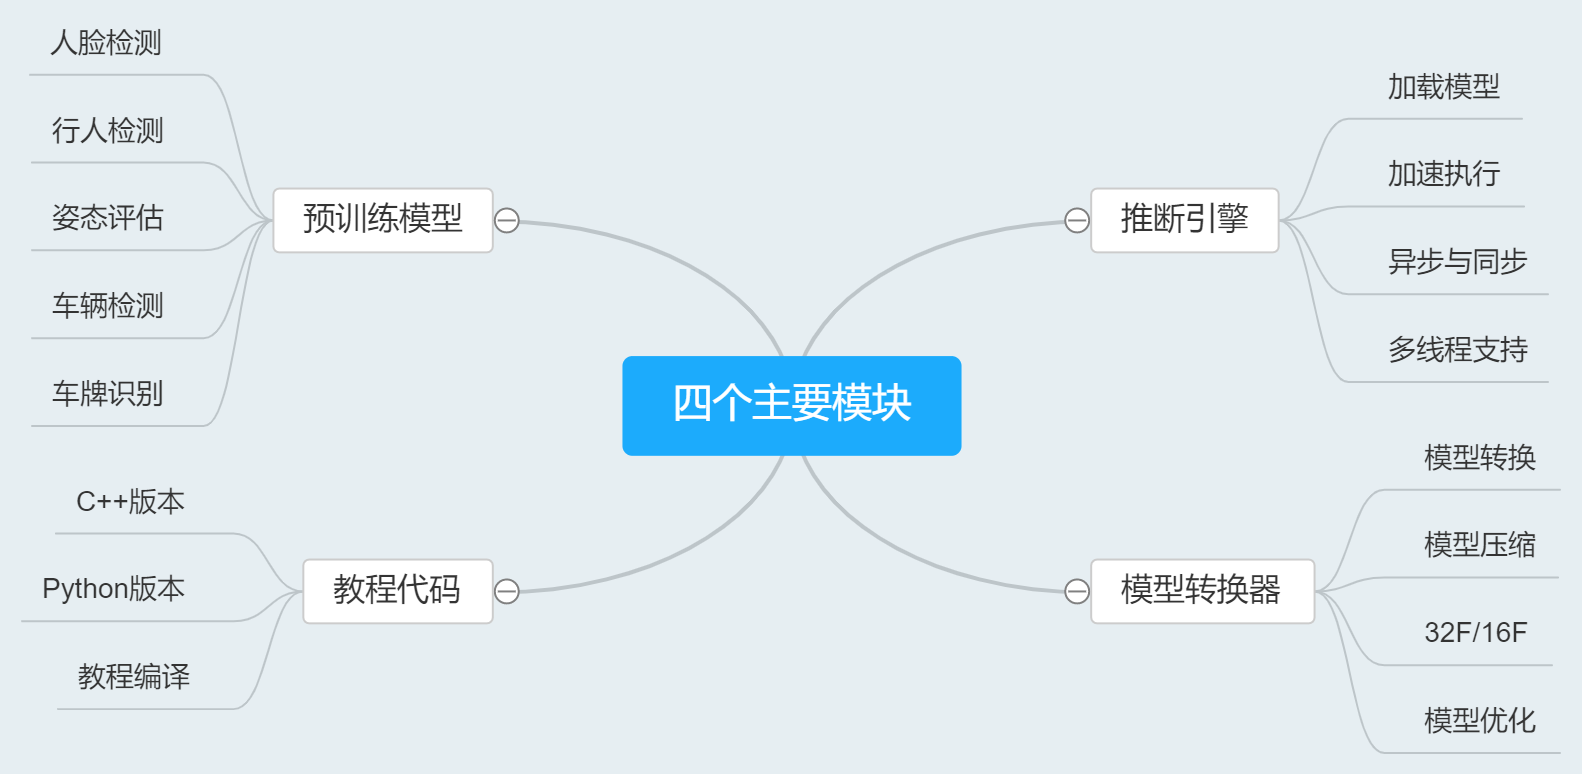 四个主要模块
预训练模型
人脸检测
行人检测
姿态评估
车辆检测
车牌识别
教程代码
C++版本
Python版本
教程编译
推断引擎
加载模型
加速执行
异步与同步
多线程支持
模型转换器
模型转换
模型压缩
32F/16F
模型优化